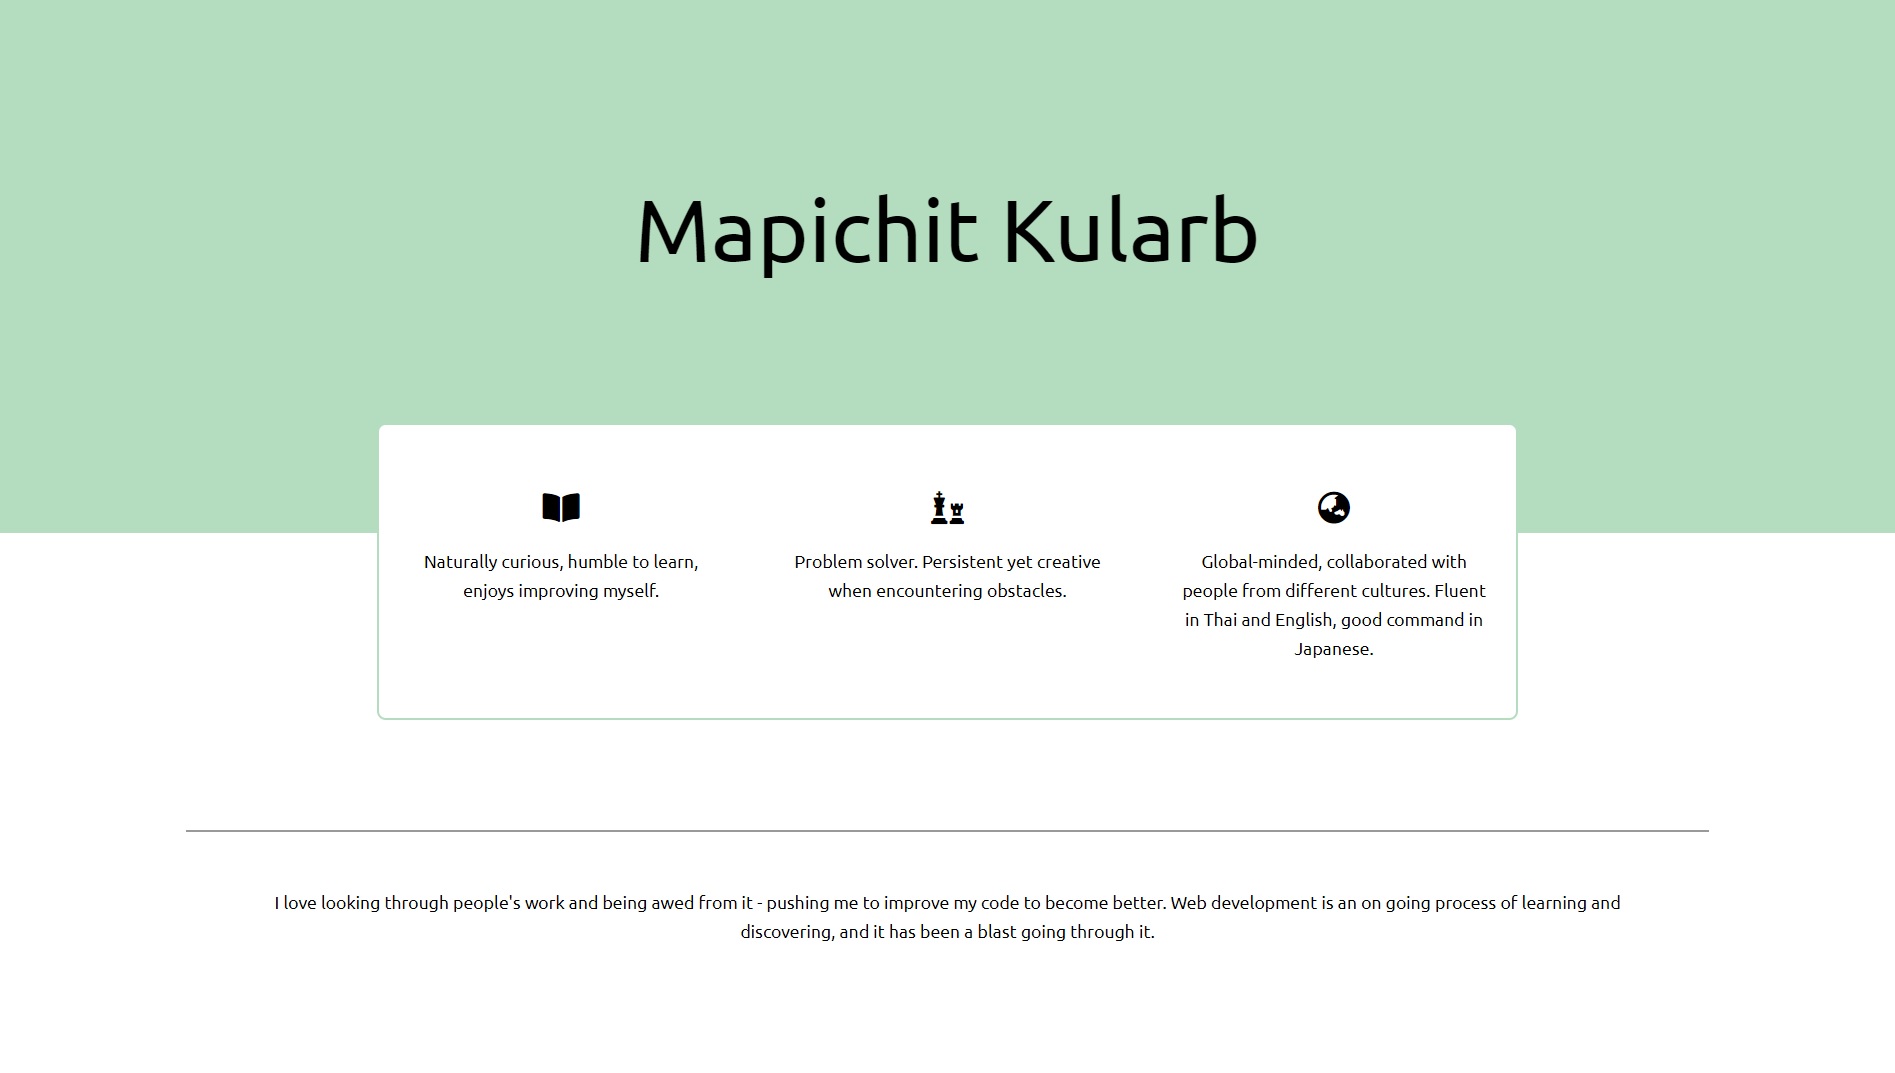 Mapichit Kularb
Naturally curious, humble to learn,
enjoys improving myself.
Problem solver. Persistent yet creative
when encountering obstacles.
Global-minded, collaborated with
people from different cultures. Fluent
in Thai and English, good command in
Japanese.
I love looking through people's work and being awed from it - pushing me to improve my code to become better. Web development is an on going process of learning and
discovering, and it has been a blast going through it.